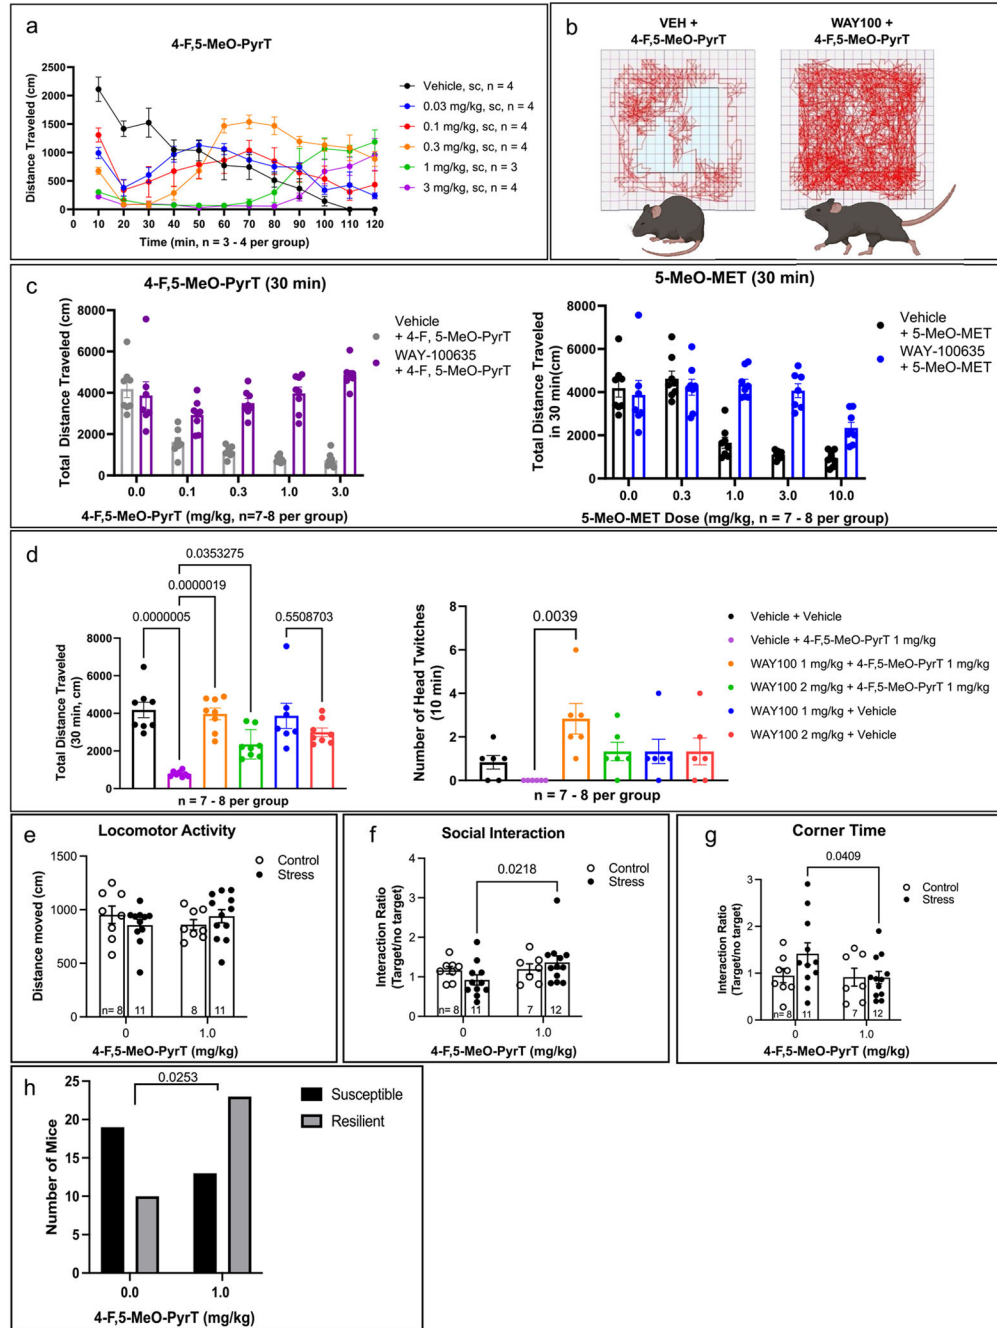 a
4-F,5-MeO-PyrT
Distance Traveled (cm)
2500
2000
1500
1000
500
0
0 10 20 30 40 50 60 70 80 90 100 110 120
Time (min, n = 3 - 4 per group)
Vehicle, sc, n = 4
0.03 mg/kg, sc, n = 4
0.1 mg/kg, sc, n = 4
0.3 mg/kg, sc, n = 4
1 mg/kg, sc, n = 3
3 mg/kg, sc, n = 4
b
VEH +
4-F,5-MeO-PyrT
WAY100 +
4-F,5-MeO-PyrT
c
4-F,5-MeO-PyrT (30 min)
Total Distance Traveled (cm)
8000
6000
4000
2000
0
0.0 0.1 0.3 1.0 3.0
4-F,5-MeO-PyrT (mg/kg, n=7-8 per group)
Vehicle
+ 4-F, 5-MeO-PyrT
WAY-100635
+ 4-F, 5-MeO-PyrT
5-MeO-MET (30 min)
Total Distance Traveled
in 30 min(cm)
8000
6000
4000
2000
0
0.0 0.3 1.0 3.0 10.0
5-MeO-MET Dose (mg/kg, n = 7 - 8 per group)
Vehicle
+ 5-MeO-MET
WAY-100635
+ 5-MeO-MET
d
0.0353275
0.0000019
0.0000005
0.5508703
Total Distance Traveled
(30 min, cm)
8000
6000
4000
2000
0
n = 7 - 8 per group
Number of Head Twitches
(10 min)
8
6
4
2
0
0.0039
n = 7 - 8 per group
Vehicle + Vehicle
Vehicle + 4-F,5-MeO-PyrT 1 mg/kg
WAY100 1 mg/kg + 4-F,5-MeO-PyrT 1 mg/kg
WAY100 2 mg/kg + 4-F,5-MeO-PyrT 1 mg/kg
WAY100 1 mg/kg + Vehicle
WAY100 2 mg/kg + Vehicle
e
Locomotor Activity
Distance moved (cm)
1500
1000
500
0
Control
Stress
n= 8 11 8 11
0 1.0
4-F,5-MeO-PyrT (mg/kg)
f
Social Interaction
Interaction Ratio
(Target/no target)
4
3
2
1
0
0.0218
Control
Stress
n= 8 11 7 12
0 1.0
4-F,5-MeO-PyrT (mg/kg)
g
Corner Time
Interaction Ratio
(Target/no target)
3
2
1
0
0.0409
Control
Stress
n= 8 11 7 12
0 1.0
4-F,5-MeO-PyrT (mg/kg)
h
Number of Mice
25
20
15
10
5
0
0.0253
Susceptible
Resilient
0.0 1.0
4-F,5-MeO-PyrT (mg/kg)